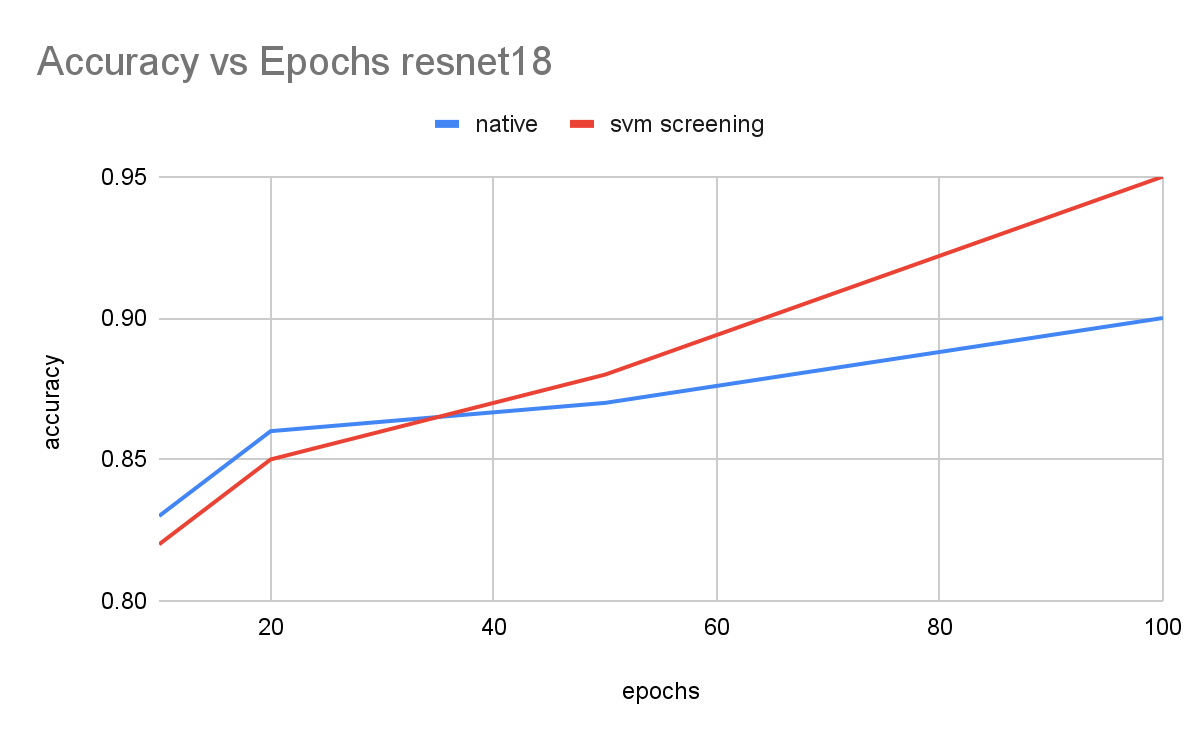 Accuracy vs Epochs resnet18
native svm screening
0.95
0.90
0.85
0.80
accuracy
20 40 60 80 100
epochs